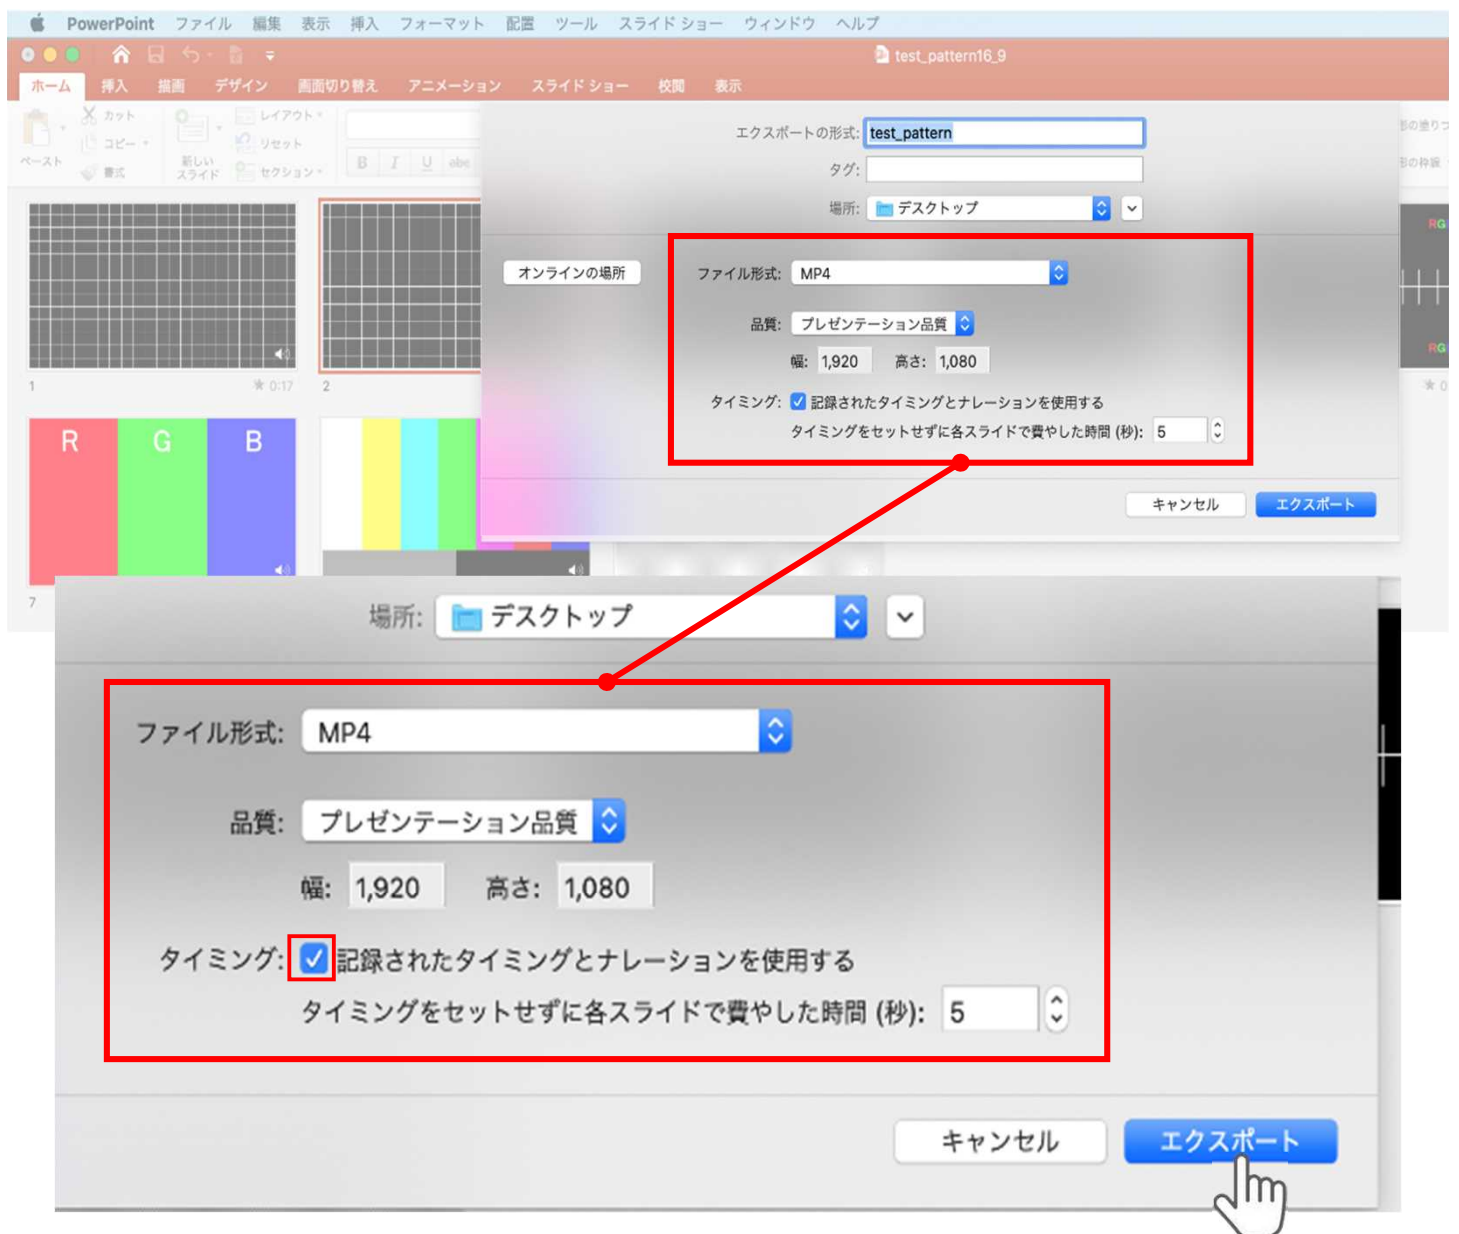 PowerPoint ファイル 編集 表示 挿入 フォーマット 配置 ツール スライド ショー ウィンドウ ヘルプ
test_pattern16_9
ホーム 挿入 描画 デザイン 画面切り替え アニメーション スライド ショー 校閲 表示
ペースト
カット
コピー
書式
新しい
スライド
レイアウト
リセット
セクション
B I U abc
形の塗りつ
形の枠線
エクスポートの形式: test_pattern
タグ:
場所: デスクトップ
オンラインの場所
ファイル形式: MP4
品質: プレゼンテーション品質
幅: 1,920 高さ: 1,080
タイミング: 記録されたタイミングとナレーションを使用する
タイミングをセットせずに各スライドで費やした時間 (秒): 5
キャンセル エクスポート
RG
RG
1 0:17 2 0
R G B
7
場所: デスクトップ
ファイル形式: MP4
品質: プレゼンテーション品質
幅: 1,920 高さ: 1,080
タイミング: 記録されたタイミングとナレーションを使用する
タイミングをセットせずに各スライドで費やした時間 (秒): 5
キャンセル エクスポート